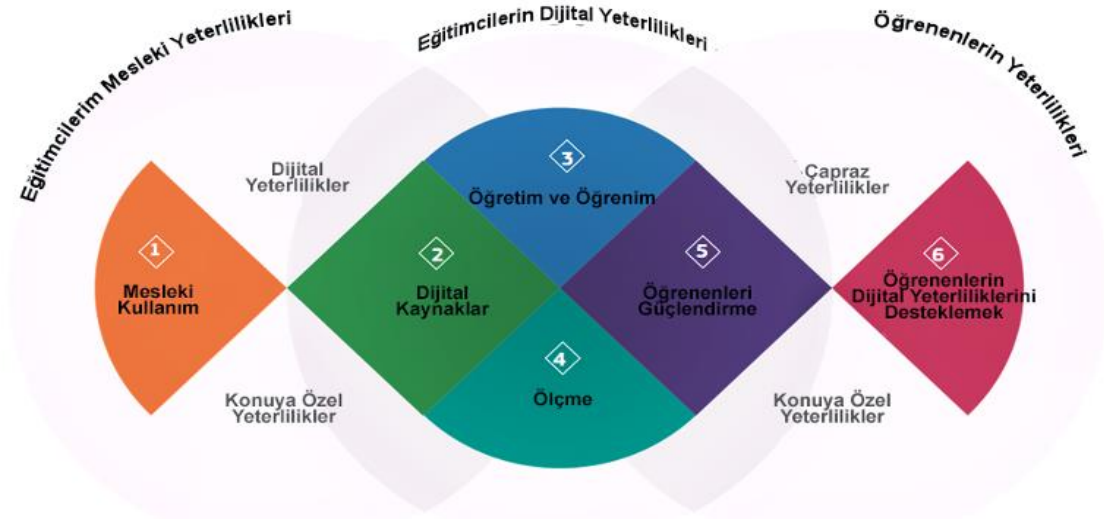 Eğitimcilerim Mesleki Yeterlilikleri
Eğitimcilerin Dijital Yeterlilikleri
Öğrenenlerin Yeterlilikleri
Dijital
Yeterlilikler
Çapraz
Yeterlilikler
1
Mesleki
Kullanım
2
Dijital
Kaynaklar
3
Öğretim ve Öğrenim
4
Ölçme
5
Öğrenenleri
Güçlendirme
6
Öğrenenlerin
Dijital Yeterliliklerini
Desteklemek
Konuya Özel
Yeterlilikler
Konuya Özel
Yeterlilikler